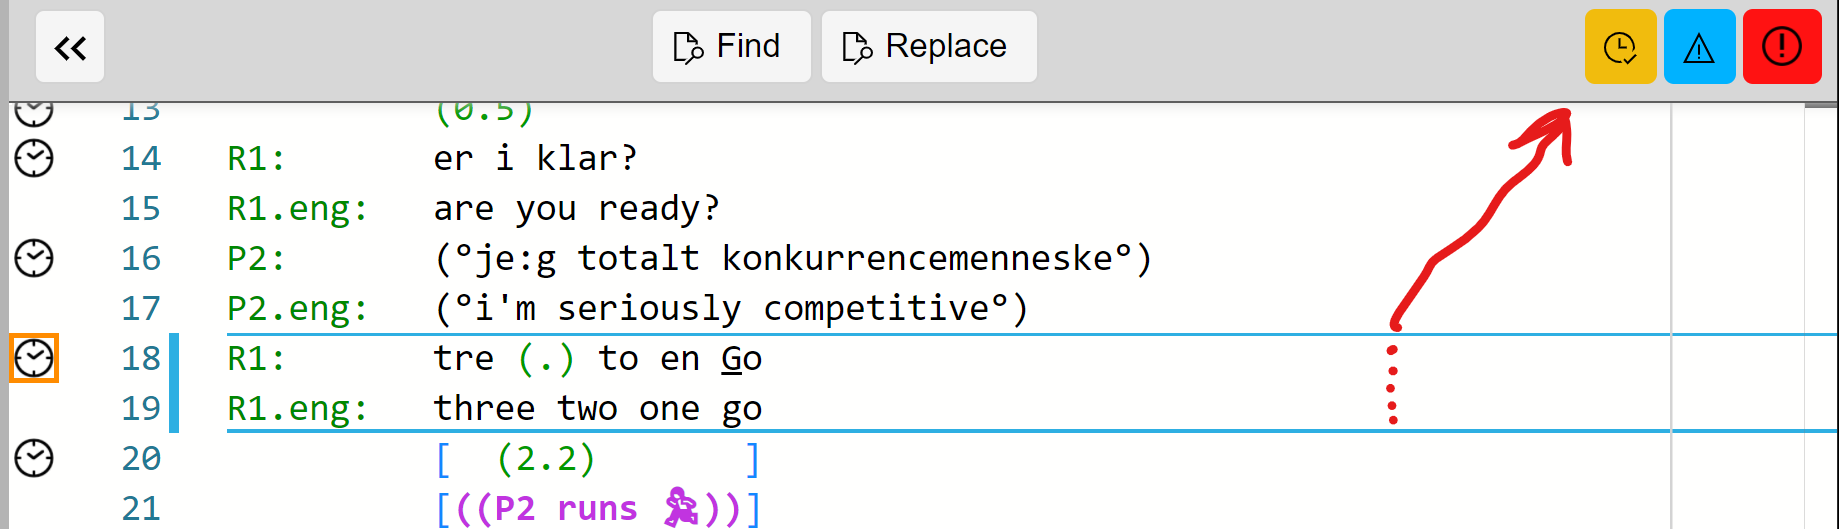 Find Replace
13 (0.5)
14 R1: er i klar?
15 R1.eng: are you ready?
16 P2: (°je:g totalt konkurrencemenneske°)
17 P2.eng: (°i'm seriously competitive°)
18 R1: tre (.) to en Go
19 R1.eng: three two one go
20 [ (2.2) ]
21 [((P2 runs 🏃))]